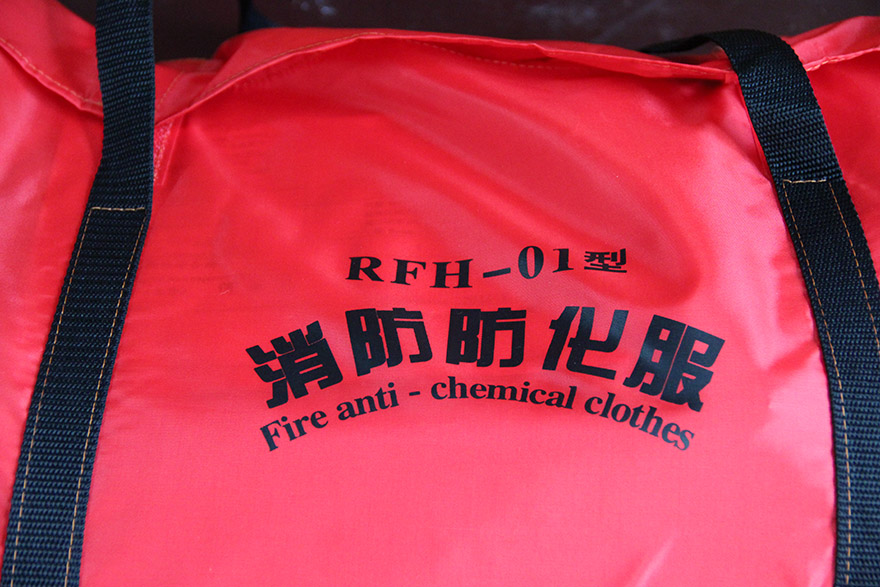 RFH-01型
消防防化服
Fire anti - chemical clothes